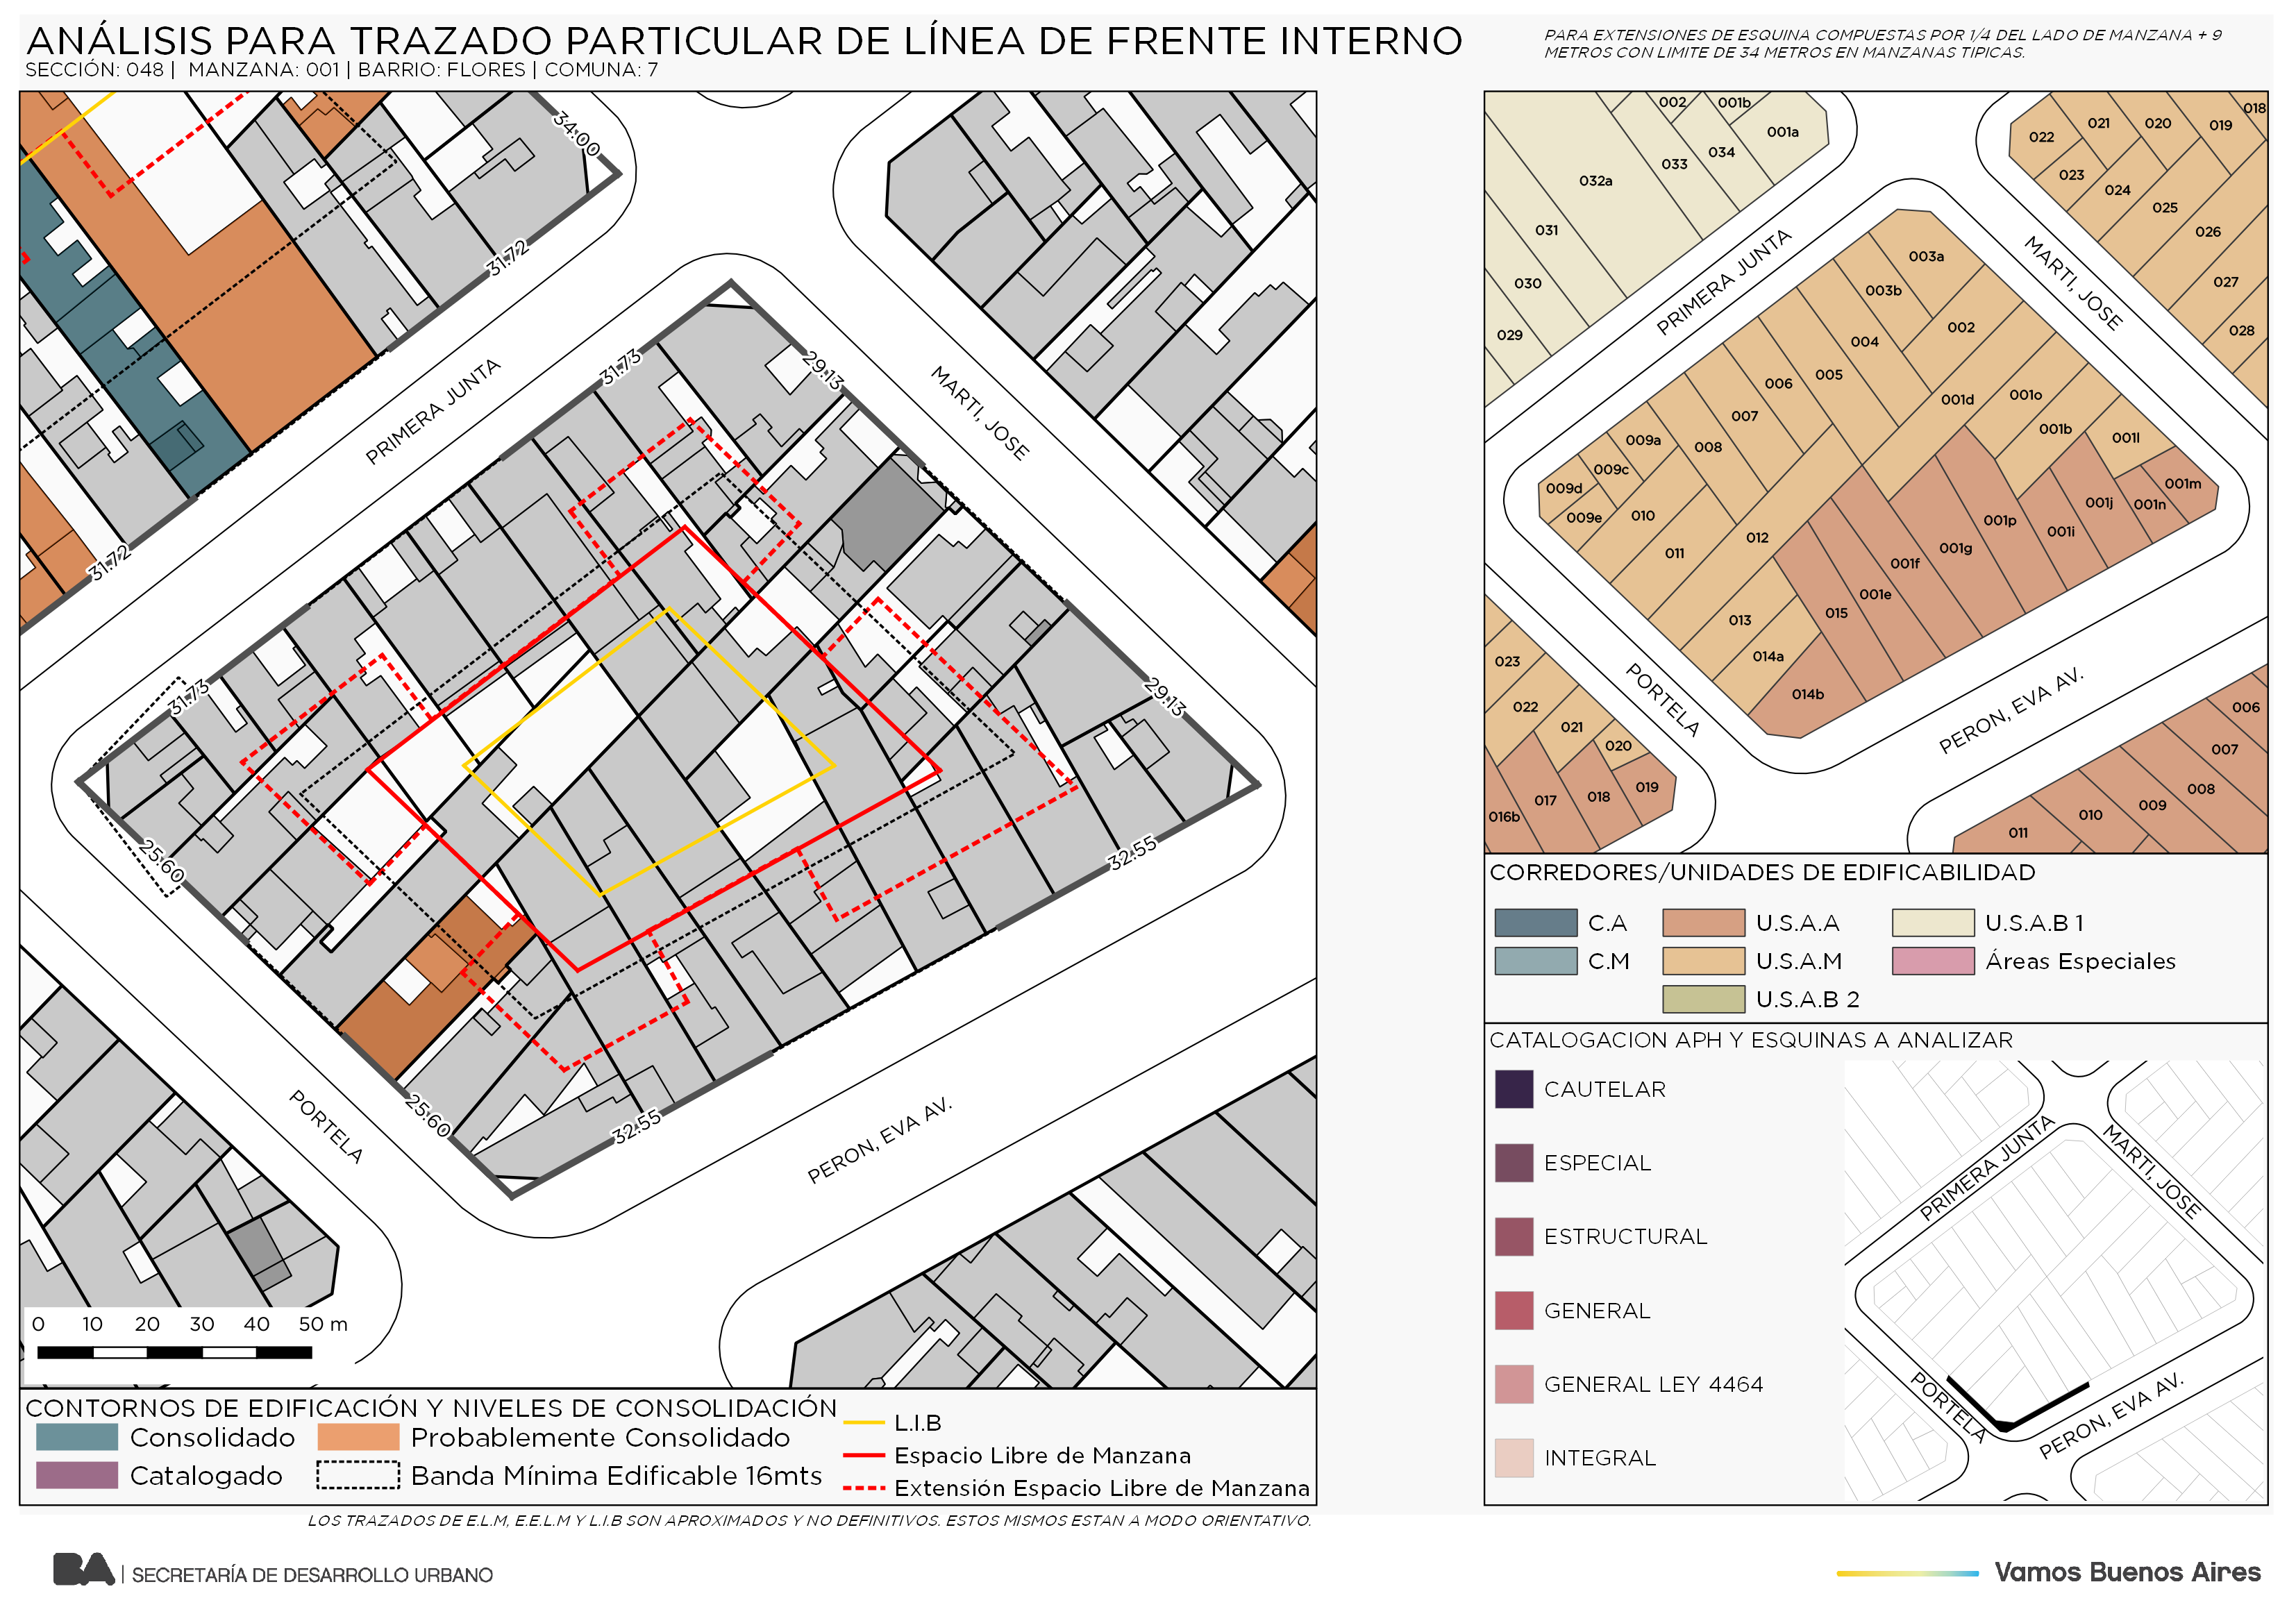 ANÁLISIS PARA TRAZADO PARTICULAR DE LÍNEA DE FRENTE INTERNO
SECCIÓN: 048 | MANZANA: 001 | BARRIO: FLORES | COMUNA: 7
PARA EXTENSIONES DE ESQUINA COMPUESTAS POR 1/4 DEL LADO DE MANZANA + 9
METROS CON LIMITE DE 34 METROS EN MANZANAS TIPICAS.
34.00
31.72
31.72
PRIMERA JUNTA
31.73
29.13
MARTI, JOSE
31.73
29.13
25.60
32.55
25.60
32.55
PORTELA
PERON, EVA AV.
0 10 20 30 40 50 m
CONTORNOS DE EDIFICACIÓN Y NIVELES DE CONSOLIDACIÓN
Consolidado
Probablemente Consolidado
Catalogado
Banda Mínima Edificable 16mts
L.I.B
Espacio Libre de Manzana
Extensión Espacio Libre de Manzana
LOS TRAZADOS DE E.L.M, E.E.L.M Y L.I.B SON APROXIMADOS Y NO DEFINITIVOS. ESTOS MISMOS ESTAN A MODO ORIENTATIVO.
002
001b
001a
034
033
032a
031
030
029
018
019
020
021
022
023
024
025
026
027
028
PRIMERA JUNTA
MARTI, JOSE
003a
003b
002
004
005
006
007
008
009a
009c
009d
009e
010
011
012
013
014a
014b
015
001d
001o
001b
001l
001m
001n
001j
001i
001p
001g
001f
001e
PORTELA
PERON, EVA AV.
023
022
021
020
019
018
017
016b
006
007
008
009
010
011
CORREDORES/UNIDADES DE EDIFICABILIDAD
C.A
U.S.A.A
U.S.A.B 1
C.M
U.S.A.M
Áreas Especiales
U.S.A.B 2
CATALOGACION APH Y ESQUINAS A ANALIZAR
CAUTELAR
ESPECIAL
ESTRUCTURAL
GENERAL
GENERAL LEY 4464
INTEGRAL
PRIMERA JUNTA
MARTI, JOSE
PORTELA
PERON, EVA AV.
BA | SECRETARÍA DE DESARROLLO URBANO
Vamos Buenos Aires